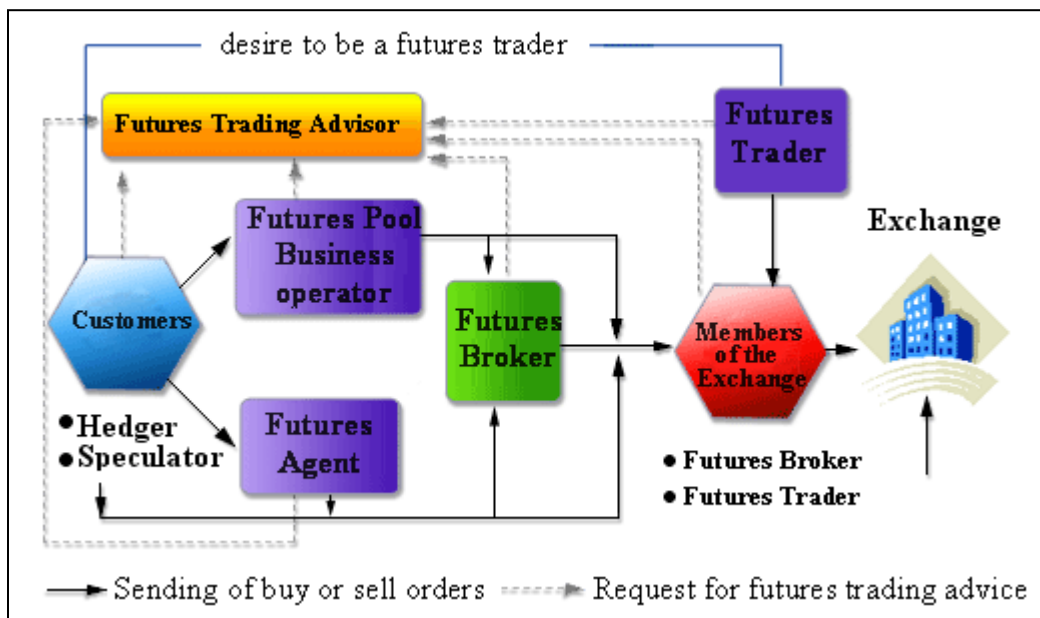 desire to be a futures trader
Futures Trading Advisor
Futures
Trader
Futures Pool
Business
operator
Exchange
Customers
Futures
Broker
Members
of the
Exchange
Hedger
Speculator
Futures
Agent
Futures Broker
Futures Trader
Sending of buy or sell orders
Request for futures trading advice